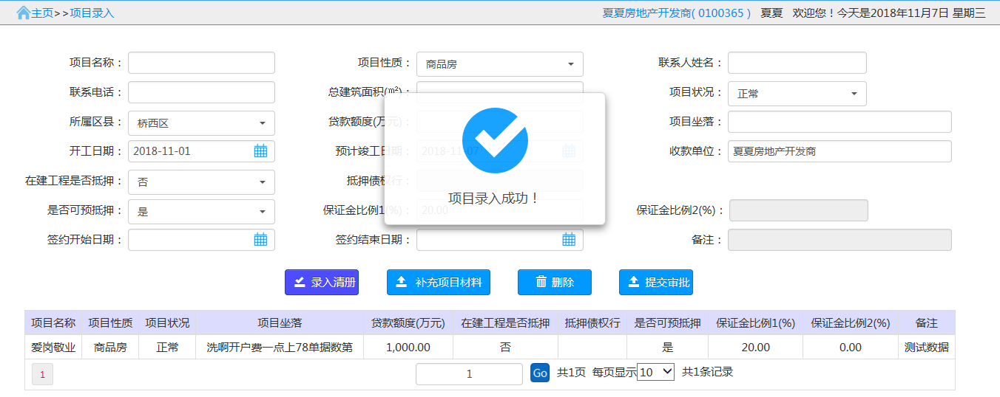 主页>>项目录入 夏夏房地产开发商( 0100365 ) 夏夏 欢迎您！今天是2018年11月7日 星期三
项目名称： 项目性质： 商品房 联系人姓名：
联系电话： 总建筑面积(㎡)： 项目状况： 正常
所属区县： 桥西区 贷款额度(万元)： 项目坐落：
开工日期： 2018-11-01 预计竣工日期： 2018-11-07 收款单位： 夏夏房地产开发商
在建工程是否抵押： 否 抵押债权行：
项目录入成功！
是否可预抵押： 是 保证金比例1(%)： 20.00 保证金比例2(%)：
签约开始日期： 签约结束日期： 备注：
录入清册 补充项目材料 删除 提交审批
项目名称 项目性质 项目状况 项目坐落 贷款额度(万元) 在建工程是否抵押 抵押债权行 是否可预抵押 保证金比例1(%) 保证金比例2(%) 备注
爱岗敬业 商品房 正常 洗啊开户费一点上78单据数第 1,000.00 否 是 20.00 0.00 测试数据
1 1 Go 共1页 每页显示 10 共1条记录